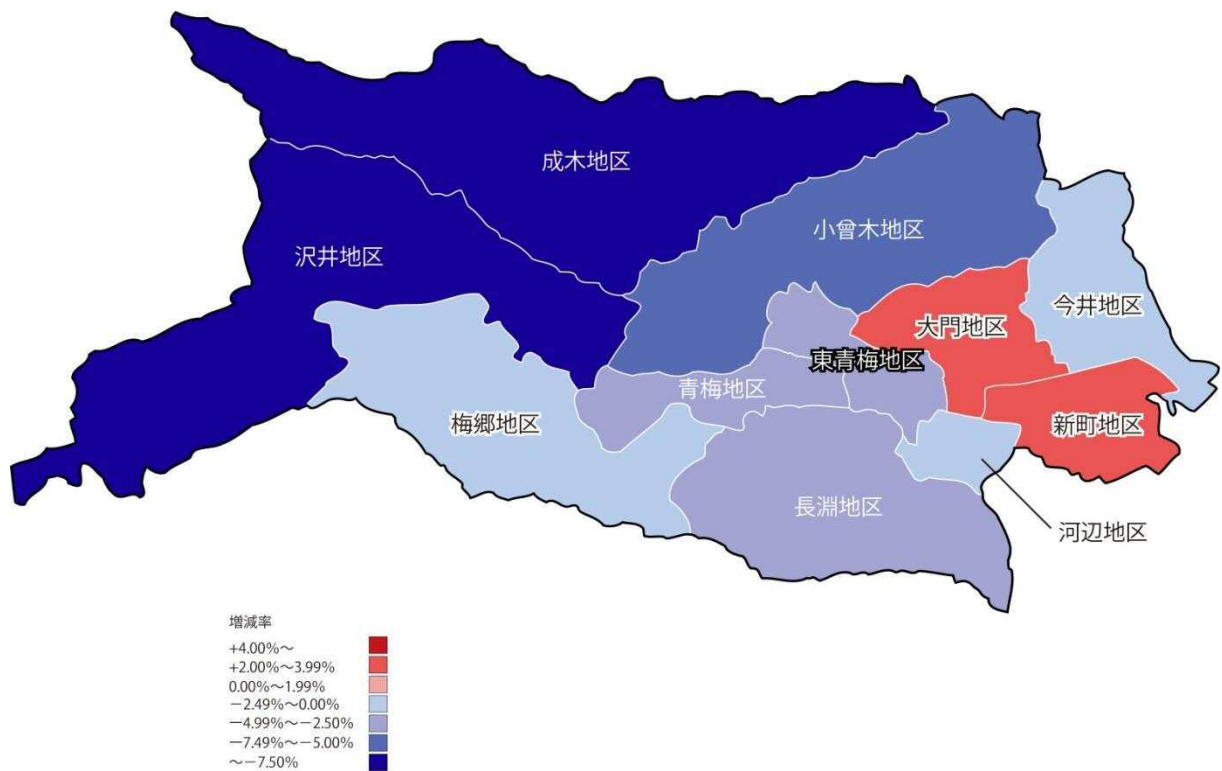 成木地区
小曾木地区
沢井地区
今井地区
大門地区
東青梅地区
青梅地区
梅郷地区
新町地区
長淵地区
河辺地区
増減率
+4.00%～
+2.00%～3.99%
0.00%～1.99%
－2.49%～0.00%
－4.99%～－2.50%
－7.49%～－5.00%
～－7.50%